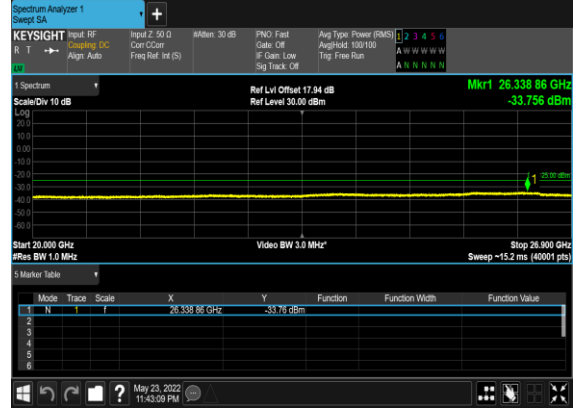 Spectrum Analyzer 1
Swept SA
+
KEYSIGHT Input: RF Input Z: 50 Ω #Atten: 30 dB PNO: Fast Avg Type: Power (RMS) 1 2 3 4 5 6
R T Coupling: DC Corr CCorr Gate: Off Avg|Hold: 100/100 A W W W W W
Align: Auto Freq Ref: Int (S) IF Gain: Low Trig: Free Run
Sig Track: Off A N N N N N
1 Spectrum Ref Lvl Offset 17.94 dB Mkr1 26.338 86 GHz
Scale/Div 10 dB Ref Level 30.00 dBm -33.756 dBm
Log
20.0
10.0
0.00
-10.0
-20.0
1 -25.00 dBm
-30.0
-40.0
-50.0
-60.0
Start 20.000 GHz Video BW 3.0 MHz* Stop 26.900 GHz
#Res BW 1.0 MHz Sweep ~15.2 ms (40001 pts)
5 Marker Table
Mode Trace Scale X Y Function Function Width Function Value
1 N 1 f 26.338 86 GHz -33.76 dBm
2
3
4
5
6
? May 23, 2022
11:43:09 PM